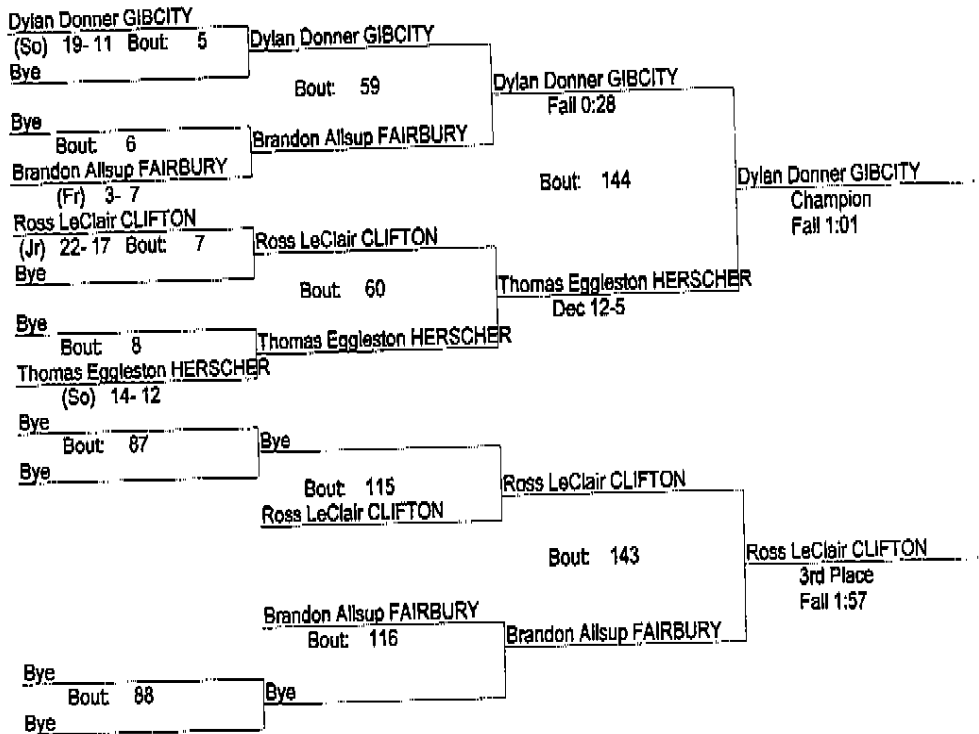 Dylan Donner GIBCITY
(So) 19- 11 Bout: 5
Bye
Dylan Donner GIBCITY
Bout: 59
Bye
Bout: 6
Brandon Allsup FAIRBURY
(Fr) 3- 7
Brandon Allsup FAIRBURY
Dylan Donner GIBCITY
Fall 0:28
Ross LeClair CLIFTON
(Jr) 22- 17 Bout: 7
Bye
Ross LeClair CLIFTON
Bout: 60
Bye
Bout: 8
Thomas Eggleston HERSCHER
(So) 14- 12
Thomas Eggleston HERSCHER
Thomas Eggleston HERSCHER
Dec 12-5
Bout: 144
Dylan Donner GIBCITY
Champion
Fall 1:01
Bye
Bout: 87
Bye
Bye
Bout: 115
Ross LeClair CLIFTON
Ross LeClair CLIFTON
Bout: 143
Brandon Allsup FAIRBURY
Bout: 116
Bye
Bout: 88
Bye
Bye
Brandon Allsup FAIRBURY
Ross LeClair CLIFTON
3rd Place
Fall 1:57